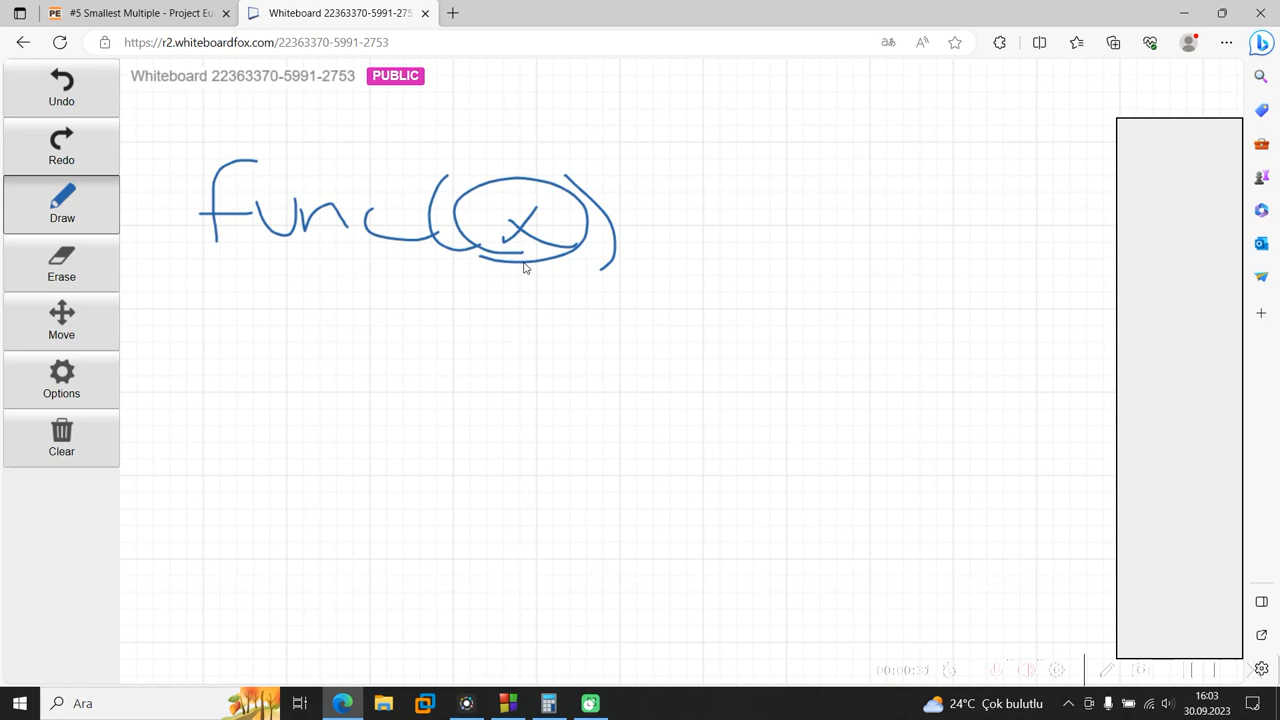 #5 Smallest Multiple - Project Eu
Whiteboard 22363370-5991-275
https://r2.whiteboardfox.com/22363370-5991-2753
Whiteboard 22363370-5991-2753 PUBLIC
Undo
Redo
Draw
Erase
Move
Options
Clear
func(x)
Ara
24°C Çok bulutlu
16:03
30.09.2023